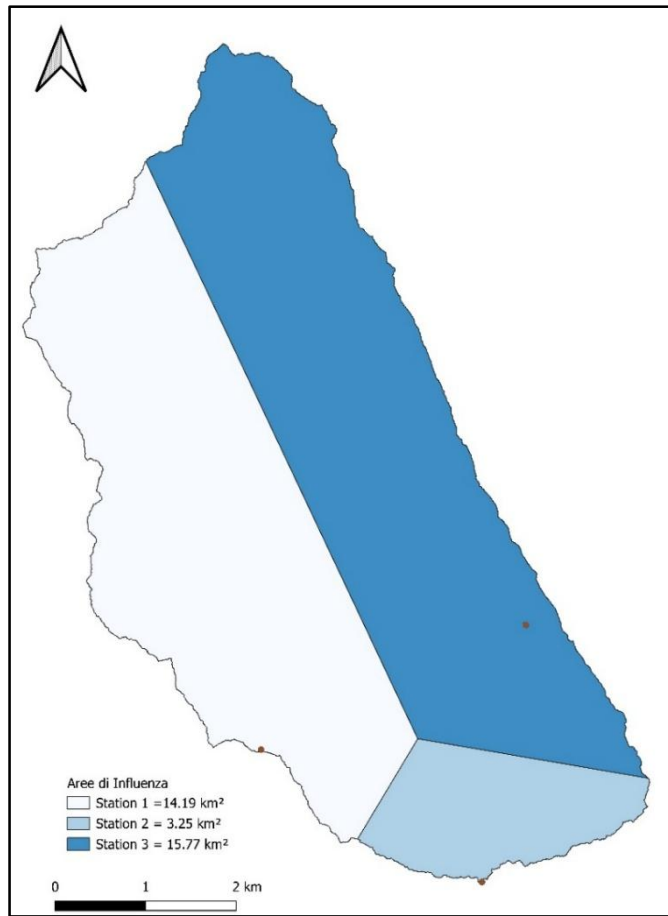 Aree di Influenza
Station 1 =14.19 km²
Station 2 = 3.25 km²
Station 3 = 15.77 km²
0 1 2 km